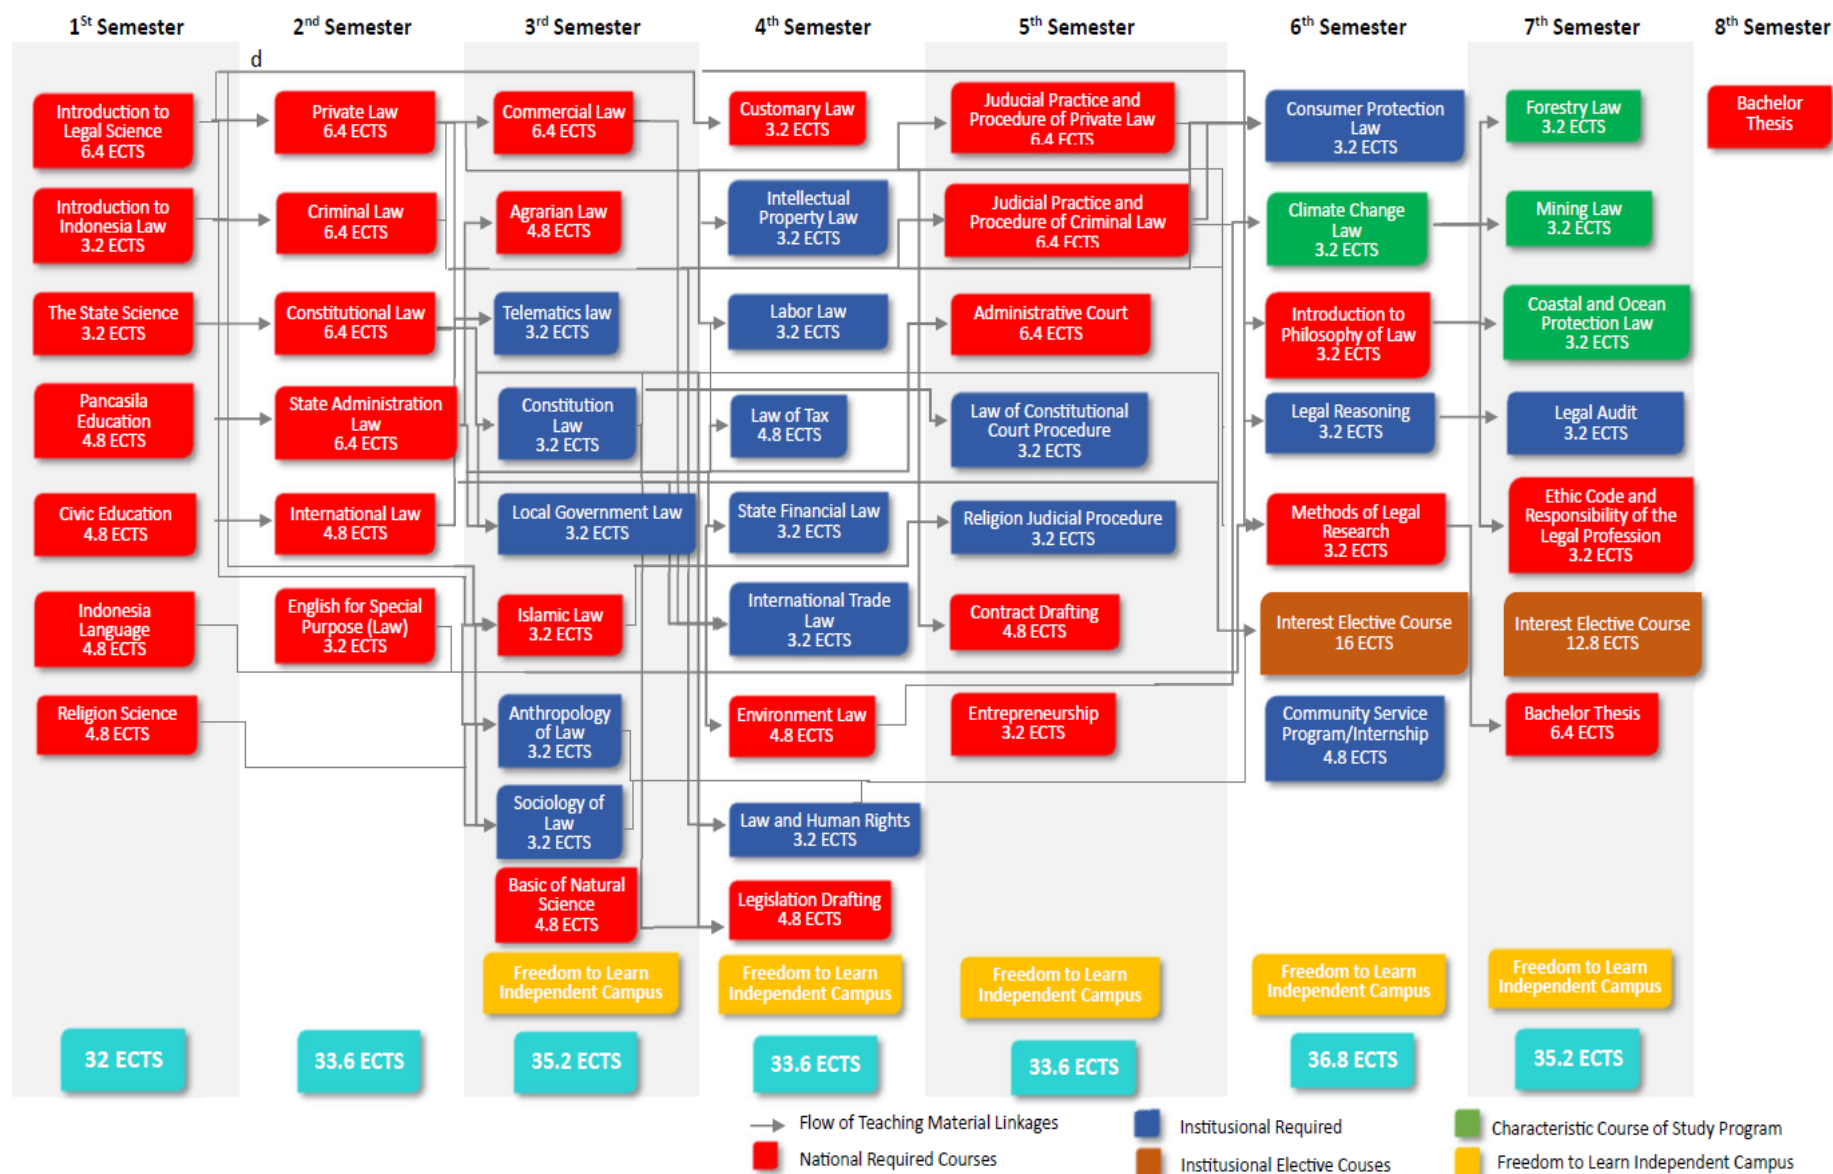 1St Semester
2nd Semester
3rd Semester
4th Semester
5th Semester
6th Semester
7th Semester
8th Semester
d
Introduction to
Legal Science
6.4 ECTS
Introduction to
Indonesia Law
3.2 ECTS
The State Science
3.2 ECTS
Pancasila
Education
4.8 ECTS
Civic Education
4.8 ECTS
Indonesia
Language
4.8 ECTS
Religion Science
4.8 ECTS
32 ECTS
Private Law
6.4 ECTS
Criminal Law
6.4 ECTS
Constitutional Law
6.4 ECTS
State Administration
Law
6.4 ECTS
International Law
4.8 ECTS
English for Special
Purpose (Law)
3.2 ECTS
33.6 ECTS
Commercial Law
6.4 ECTS
Agrarian Law
4.8 ECTS
Telematics law
3.2 ECTS
Constitution
Law
3.2 ECTS
Local Government Law
3.2 ECTS
Islamic Law
3.2 ECTS
Anthropology
of Law
3.2 ECTS
Sociology of
Law
3.2 ECTS
Basic of Natural
Science
4.8 ECTS
Freedom to Learn
Independent Campus
35.2 ECTS
Customary Law
3.2 ECTS
Intellectual
Property Law
3.2 ECTS
Labor Law
3.2 ECTS
Law of Tax
4.8 ECTS
State Financial Law
3.2 ECTS
International Trade
Law
3.2 ECTS
Environment Law
4.8 ECTS
Law and Human Rights
3.2 ECTS
Legislation Drafting
4.8 ECTS
Freedom to Learn
Independent Campus
33.6 ECTS
Juducial Practice and
Procedure of Private Law
6.4 ECTS
Judicial Practice and
Procedure of Criminal Law
6.4 ECTS
Administrative Court
6.4 ECTS
Law of Constitutional
Court Procedure
3.2 ECTS
Religion Judicial Procedure
3.2 ECTS
Contract Drafting
4.8 ECTS
Entrepreneurship
3.2 ECTS
Freedom to Learn
Independent Campus
33.6 ECTS
Consumer Protection
Law
3.2 ECTS
Climate Change
Law
3.2 ECTS
Introduction to
Philosophy of Law
3.2 ECTS
Legal Reasoning
3.2 ECTS
Methods of Legal
Research
3.2 ECTS
Interest Elective Course
16 ECTS
Community Service
Program/Internship
4.8 ECTS
Freedom to Learn
Independent Campus
36.8 ECTS
Forestry Law
3.2 ECTS
Mining Law
3.2 ECTS
Coastal and Ocean
Protection Law
3.2 ECTS
Legal Audit
3.2 ECTS
Ethic Code and
Responsibility of the
Legal Profession
3.2 ECTS
Interest Elective Course
12.8 ECTS
Bachelor Thesis
6.4 ECTS
Freedom to Learn
Independent Campus
35.2 ECTS
Bachelor
Thesis
Flow of Teaching Material Linkages
National Required Courses
Institusional Required
Institusional Elective Couses
Characteristic Course of Study Program
Freedom to Learn Independent Campus